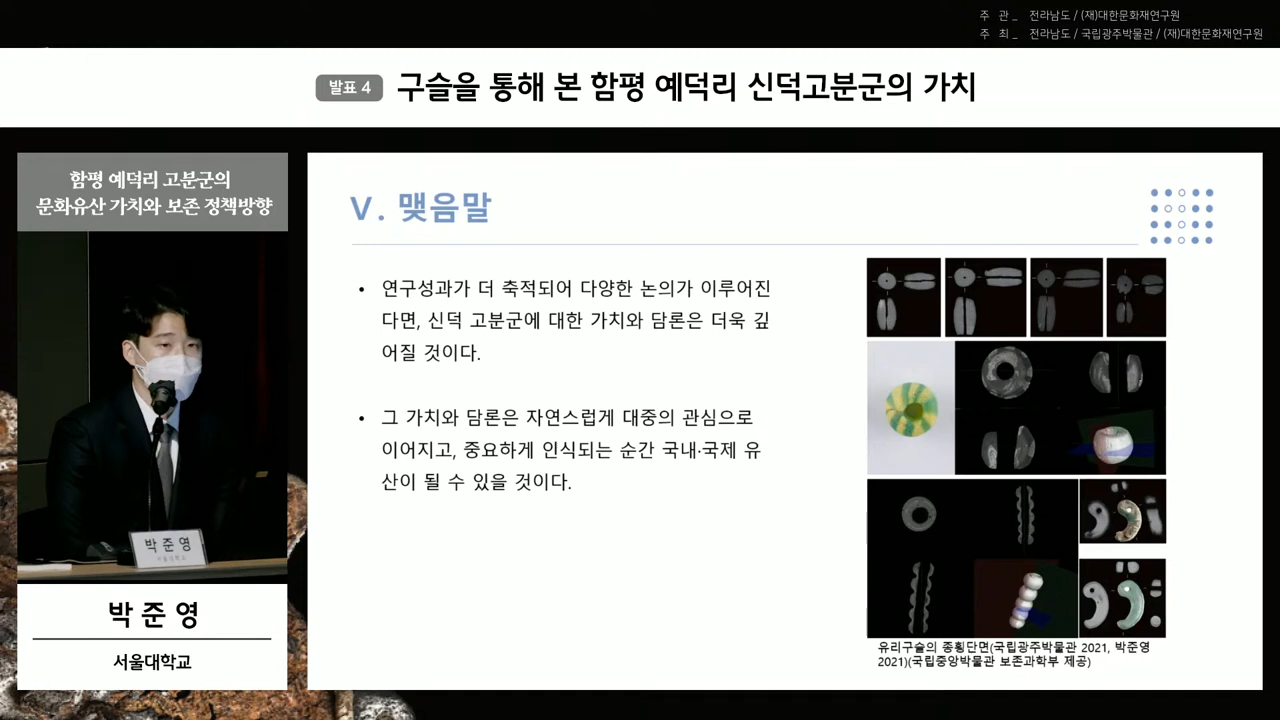 주 관 _ 전라남도 / (재)대한문화재연구원
주 최 _ 전라남도 / 국립광주박물관 / (재)대한문화재연구원
발표 4 구슬을 통해 본 함평 예덕리 신덕고분군의 가치
함평 예덕리 고분군의
문화유산 가치와 보존 정책방향
박준영
서울대학교
박 준 영
서울대학교
Ⅴ. 맺음말
• 연구성과가 더 축적되어 다양한 논의가 이루어진
다면, 신덕 고분군에 대한 가치와 담론은 더욱 깊
어질 것이다.
• 그 가치와 담론은 자연스럽게 대중의 관심으로
이어지고, 중요하게 인식되는 순간 국내·국제 유
산이 될 수 있을 것이다.
유리구슬의 종횡단면(국립광주박물관 2021, 박준영
2021)(국립중앙박물관 보존과학부 제공)